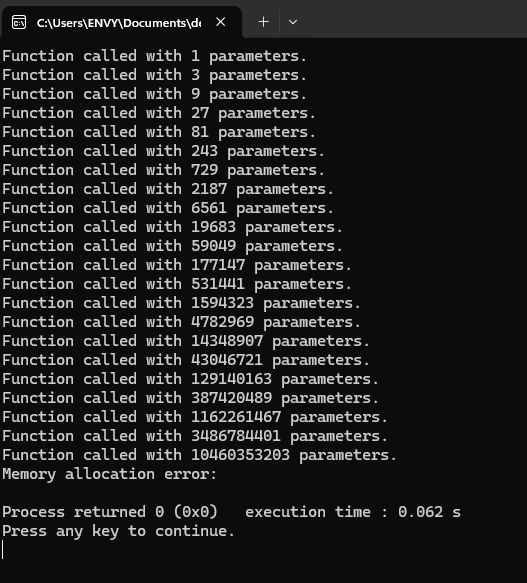 C:\Users\ENVY\Documents\de
Function called with 1 parameters.
Function called with 3 parameters.
Function called with 9 parameters.
Function called with 27 parameters.
Function called with 81 parameters.
Function called with 243 parameters.
Function called with 729 parameters.
Function called with 2187 parameters.
Function called with 6561 parameters.
Function called with 19683 parameters.
Function called with 59049 parameters.
Function called with 177147 parameters.
Function called with 531441 parameters.
Function called with 1594323 parameters.
Function called with 4782969 parameters.
Function called with 14348907 parameters.
Function called with 43046721 parameters.
Function called with 129140163 parameters.
Function called with 387420489 parameters.
Function called with 1162261467 parameters.
Function called with 3486784401 parameters.
Function called with 10460353203 parameters.
Memory allocation error:
Process returned 0 (0x0)   execution time : 0.062 s
Press any key to continue.